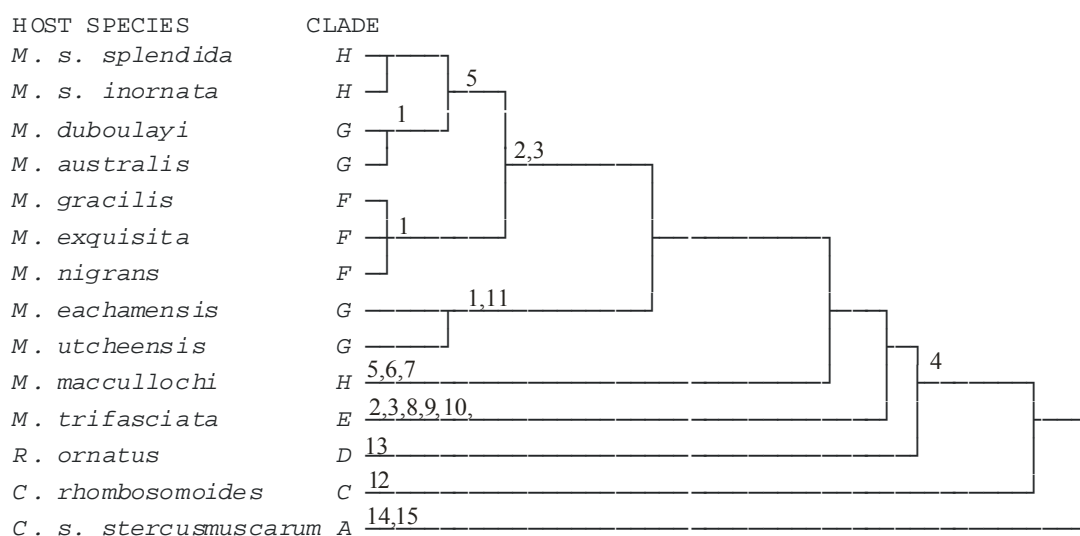 HOST SPECIES CLADE
M. s. splendida H
M. s. inornata H 5
M. duboulayi G 1
M. australis G 2,3
M. gracilis F
M. exquisita F 1
M. nigrans F
M. eachamensis G 1,11
M. utcheensis G
M. maccullochi H 5,6,7 4
M. trifasciata E 2,3,8,9,10,
R. ornatus D 13
C. rhombosomoides C 12
C. s. stercusmuscarum A 14,15